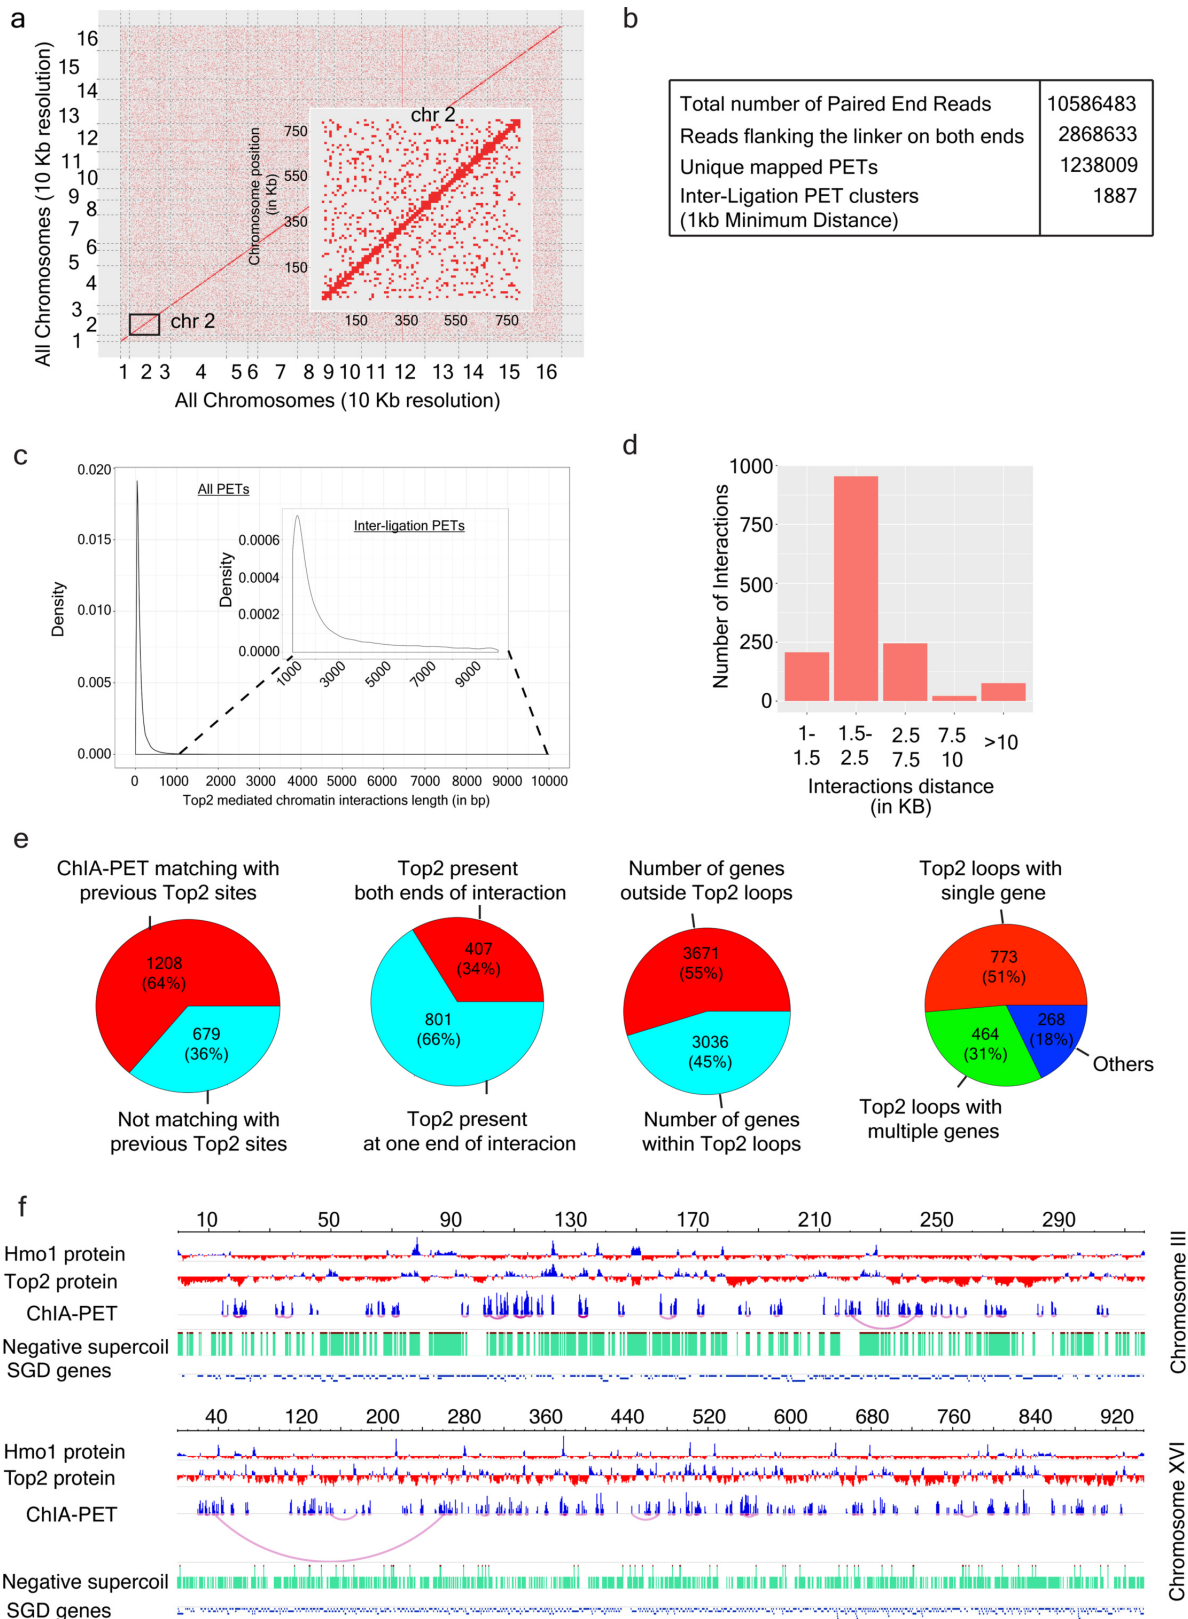 a
All Chromosomes (10 Kb resolution)
16
15
14
13
12
11
10
9
8
7
6
5
4
3
2
1
chr 2
Chromosome position
(in Kb)
750
550
350
150
150 350 550 750
chr 2
1 2 3 4 5 6 7 8 9 10 11 12 13 14 15 16
All Chromosomes (10 Kb resolution)
b
Total number of Paired End Reads 10586483
Reads flanking the linker on both ends 2868633
Unique mapped PETs 1238009
Inter-Ligation PET clusters 1887
(1kb Minimum Distance)
c
Density
0.020
0.015
0.010
0.005
0.000
All PETs
Inter-ligation PETs
Density
0.0006
0.0004
0.0002
0.0000
1000 3000 5000 7000 9000
0 1000 2000 3000 4000 5000 6000 7000 8000 9000 10000
Top2 mediated chromatin interactions length (in bp)
d
Number of Interactions
1000
750
500
250
0
1- 1.5- 2.5 7.5 >10
1.5 2.5 7.5 10
Interactions distance
(in KB)
e
ChIA-PET matching with
previous Top2 sites
1208
(64%)
679
(36%)
Not matching with
previous Top2 sites
Top2 present
both ends of interaction
407
(34%)
801
(66%)
Top2 present
at one end of interacion
Number of genes
outside Top2 loops
3671
(55%)
3036
(45%)
Number of genes
within Top2 loops
Top2 loops with
single gene
773
(51%)
464
(31%)
268
(18%)
Others
Top2 loops with
multiple genes
f
10 50 90 130 170 210 250 290
Hmo1 protein
Top2 protein
ChIA-PET
Negative supercoil
SGD genes
Chromosome III
40 120 200 280 360 440 520 600 680 760 840 920
Hmo1 protein
Top2 protein
ChIA-PET
Negative supercoil
SGD genes
Chromosome XVI